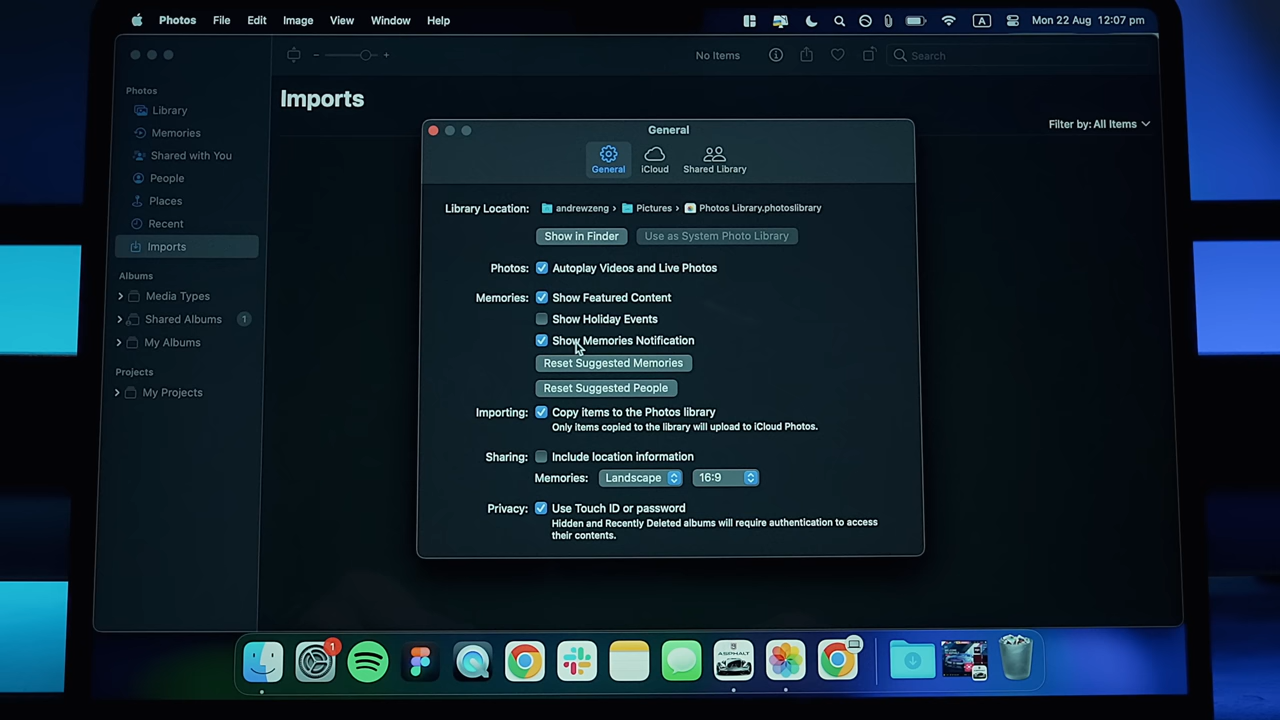 Photos File Edit Image View Window Help
A Mon 22 Aug 12:07 pm
No Items
Search
Photos
Library
Memories
Shared with You
People
Places
Recent
Imports
Albums
Media Types
Shared Albums 1
My Albums
Projects
My Projects
Imports
Filter by: All Items
General
General iCloud Shared Library
Library Location: andrewzeng › Pictures › Photos Library.photoslibrary
Show in Finder Use as System Photo Library
Photos: Autoplay Videos and Live Photos
Memories: Show Featured Content
Show Holiday Events
Show Memories Notification
Reset Suggested Memories
Reset Suggested People
Importing: Copy items to the Photos library
Only items copied to the library will upload to iCloud Photos.
Sharing: Include location information
Memories: Landscape 16:9
Privacy: Use Touch ID or password
Hidden and Recently Deleted albums will require authentication to access
their contents.
1
ASPHALT